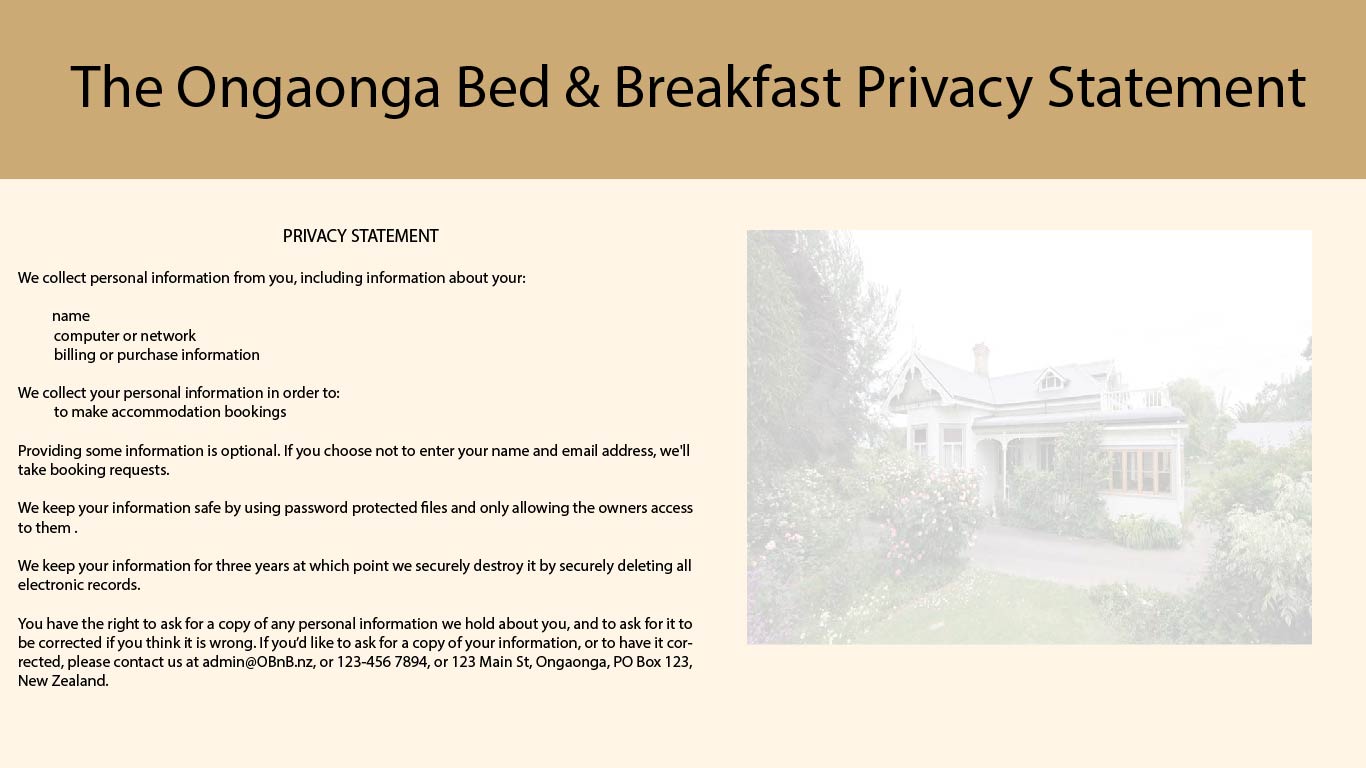 The Ongaonga Bed & Breakfast Privacy Statement
PRIVACY STATEMENT
We collect personal information from you, including information about your:
name
computer or network
billing or purchase information
We collect your personal information in order to:
to make accommodation bookings
Providing some information is optional. If you choose not to enter your name and email address, we'll
take booking requests.
We keep your information safe by using password protected files and only allowing the owners access
to them .
We keep your information for three years at which point we securely destroy it by securely deleting all
electronic records.
You have the right to ask for a copy of any personal information we hold about you, and to ask for it to
be corrected if you think it is wrong. If you’d like to ask for a copy of your information, or to have it cor-
rected, please contact us at admin@OBnB.nz, or 123-456 7894, or 123 Main St, Ongaonga, PO Box 123,
New Zealand.